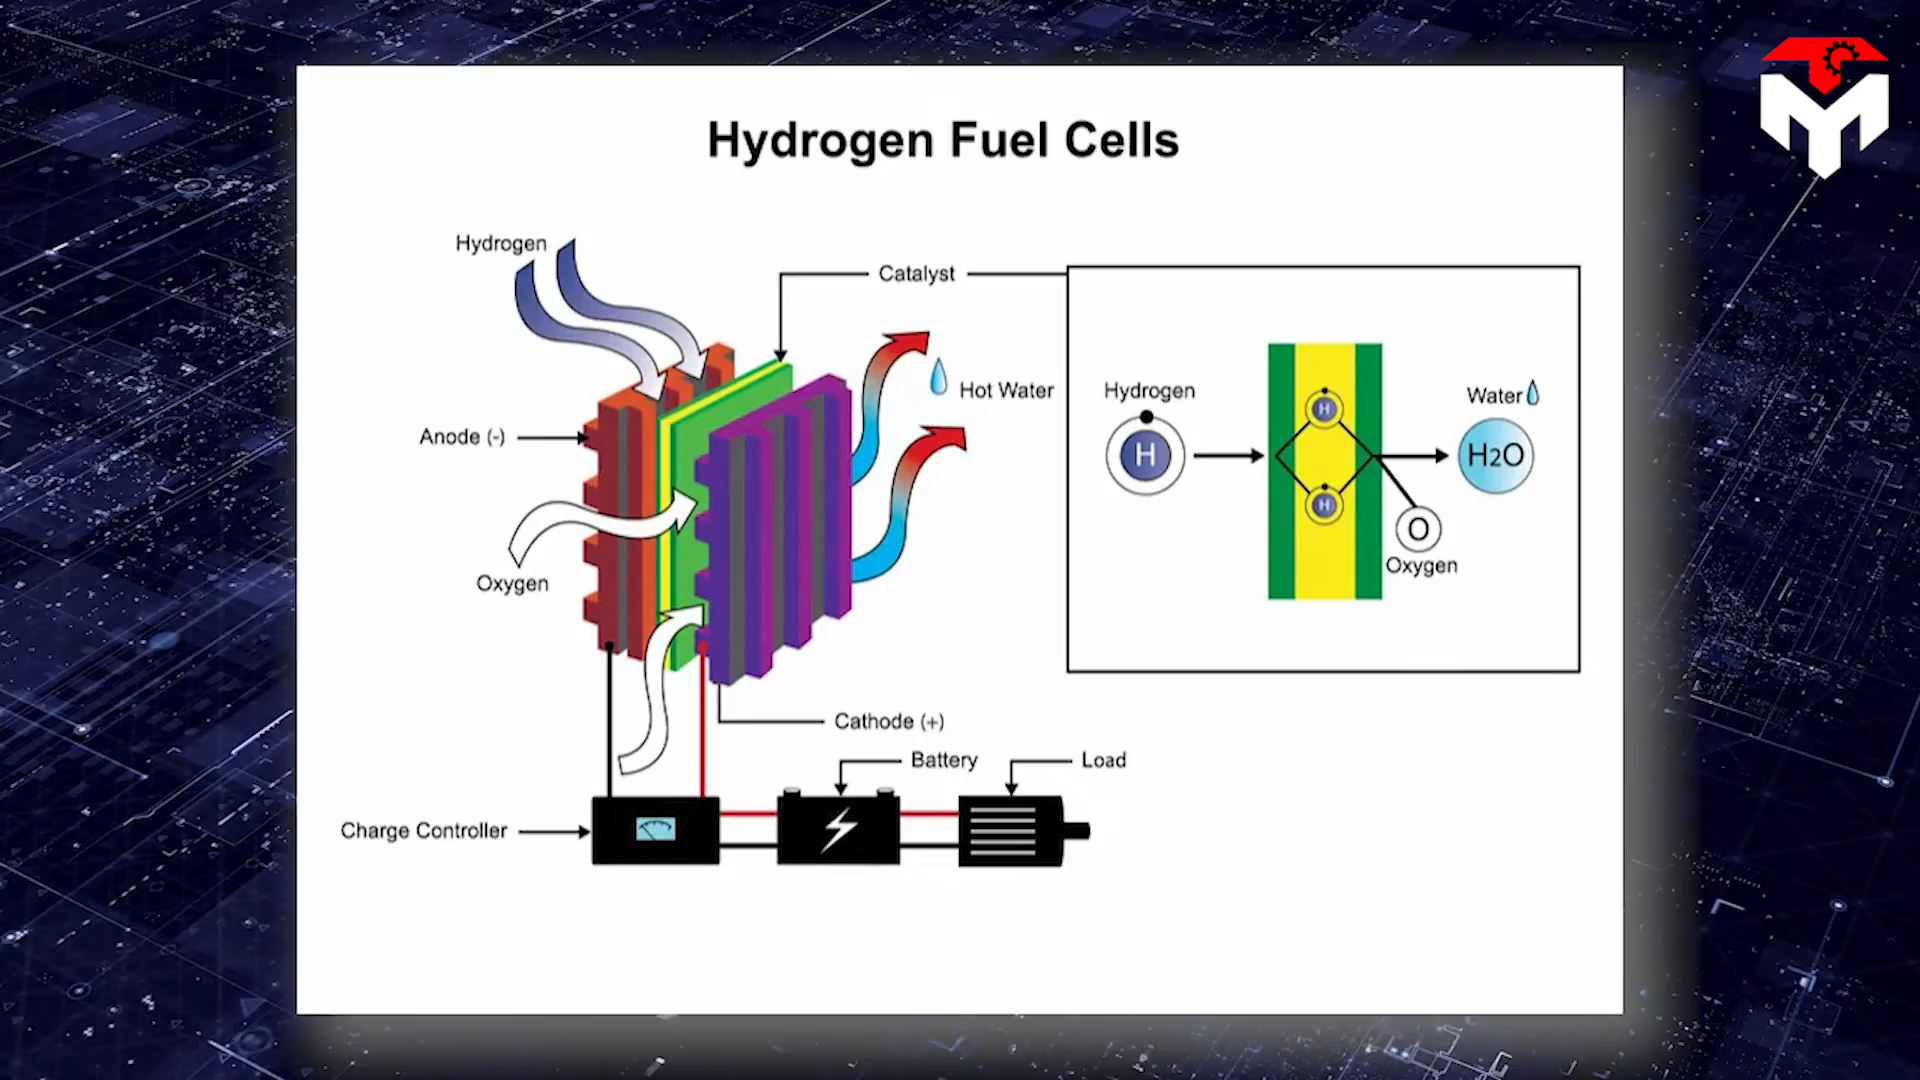 Hydrogen Fuel Cells
Hydrogen
Catalyst
Hot Water
Anode (-)
Oxygen
Cathode (+)
Battery
Load
Charge Controller
Hydrogen
H
H
H
Water
H2O
O
Oxygen